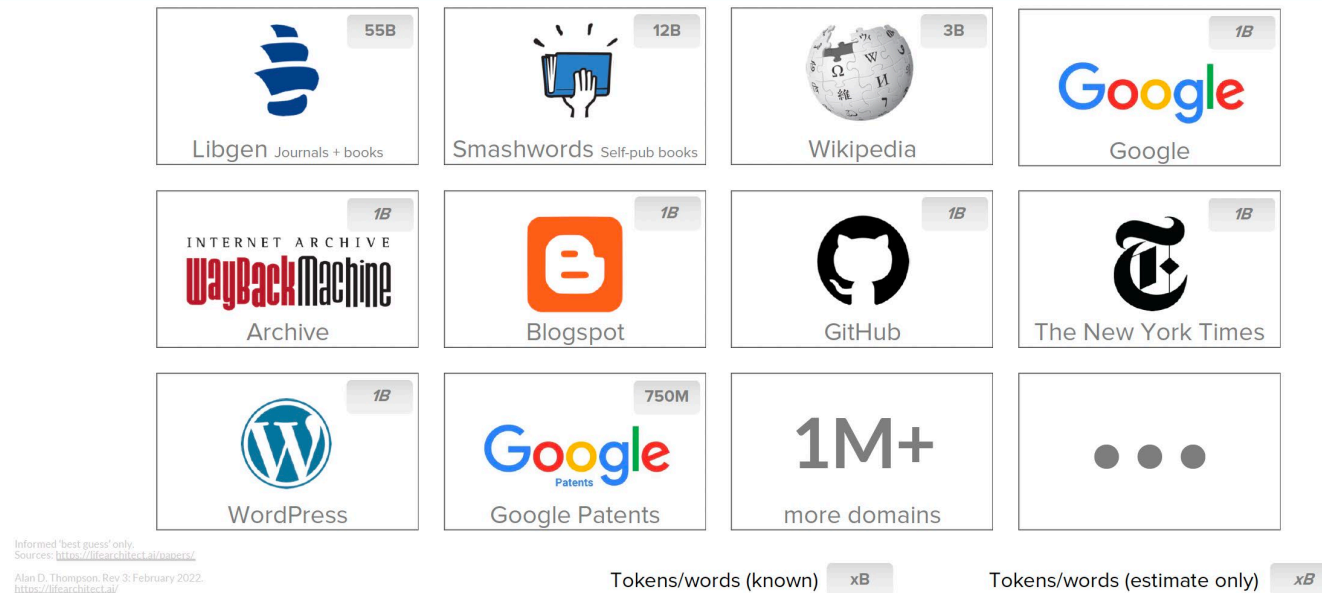 55B
Libgen Journals + books
12B
Smashwords Self-pub books
3B
Ω W И 維 7
Wikipedia
1B
Google
Google
1B
INTERNET ARCHIVE
WayBackMachine
Archive
1B
B
Blogspot
1B
GitHub
1B
T
The New York Times
1B
W
WordPress
750M
Google
Patents
Google Patents
1M+
more domains
Informed 'best guess' only.
Sources: https://lifearchitect.ai/papers/
Alan D. Thompson. Rev 3: February 2022.
https://lifearchitect.ai/
Tokens/words (known) xB
Tokens/words (estimate only) xB